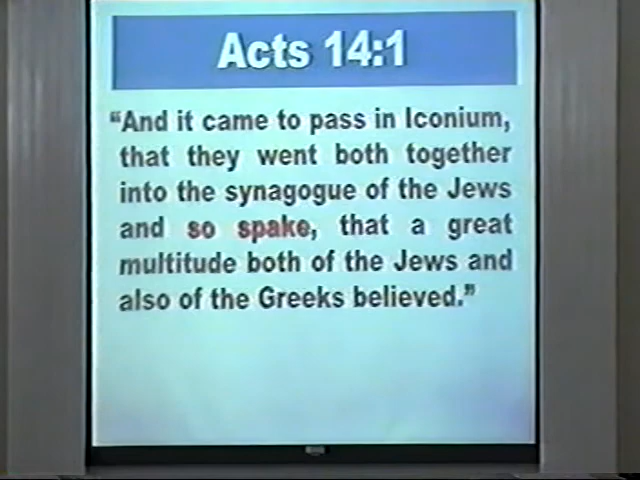 Acts 14:1
“And it came to pass in Iconium,
that they went both together
into the synagogue of the Jews
and so spake, that a great
multitude both of the Jews and
also of the Greeks believed.”